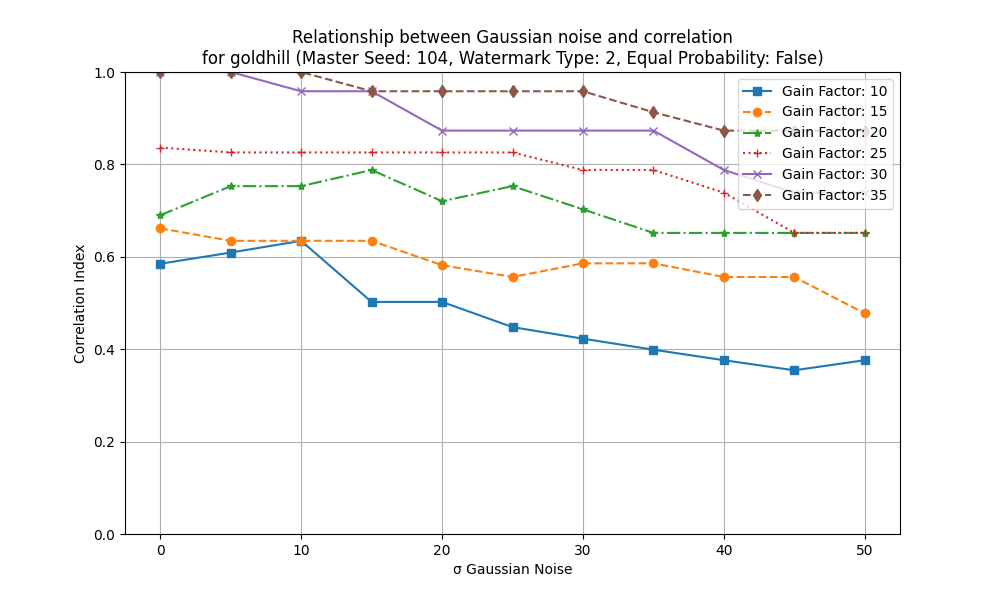 Relationship between Gaussian noise and correlation
for goldhill (Master Seed: 104, Watermark Type: 2, Equal Probability: False)
1.0
0.8
0.6
0.4
0.2
0.0
Correlation Index
0 10 20 30 40 50
σ Gaussian Noise
Gain Factor: 10
Gain Factor: 15
Gain Factor: 20
Gain Factor: 25
Gain Factor: 30
Gain Factor: 35